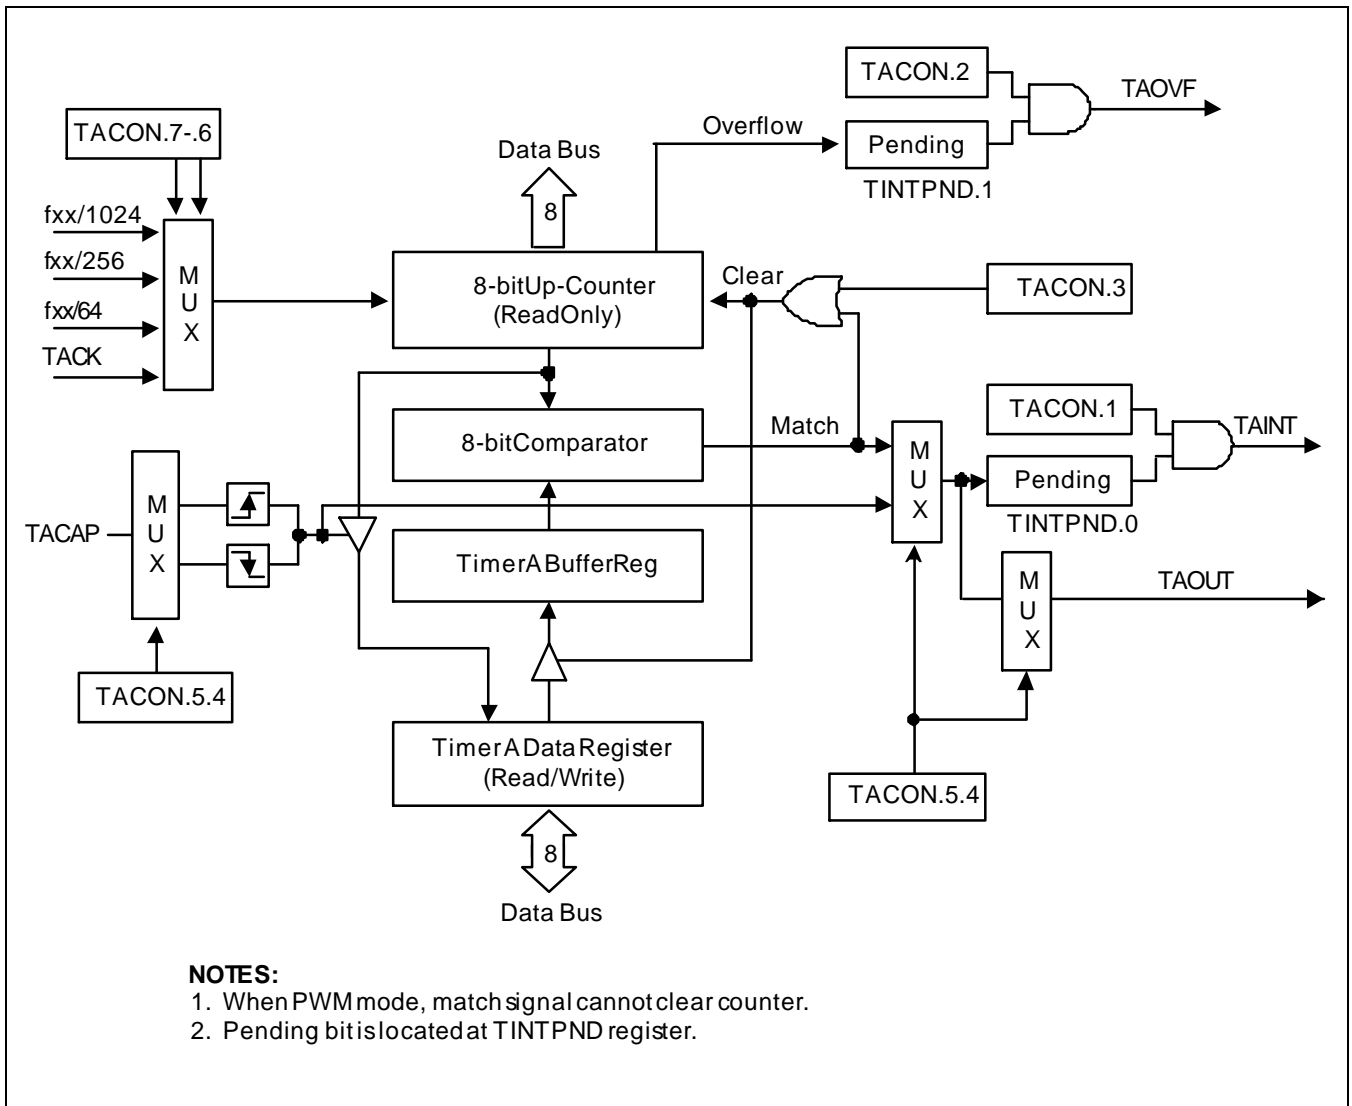 TACON.2
TAOVF
TACON.7-.6
Overflow
Pending
Data Bus
TINTPND.1
8
fxx/1024
fxx/256
fxx/64
TACK
M
U
X
8-bitUp-Counter
(ReadOnly)
Clear
TACON.3
TACON.1
TAINT
8-bitComparator
Match
M
U
X
Pending
TINTPND.0
TACAP
M
U
X
TimerABufferReg
M
U
X
TAOUT
TACON.5.4
TimerADataRegister
(Read/Write)
TACON.5.4
8
Data Bus
NOTES:
1. When PWM mode, match signal cannot clear counter.
2. Pending bit is located at TINTPND register.